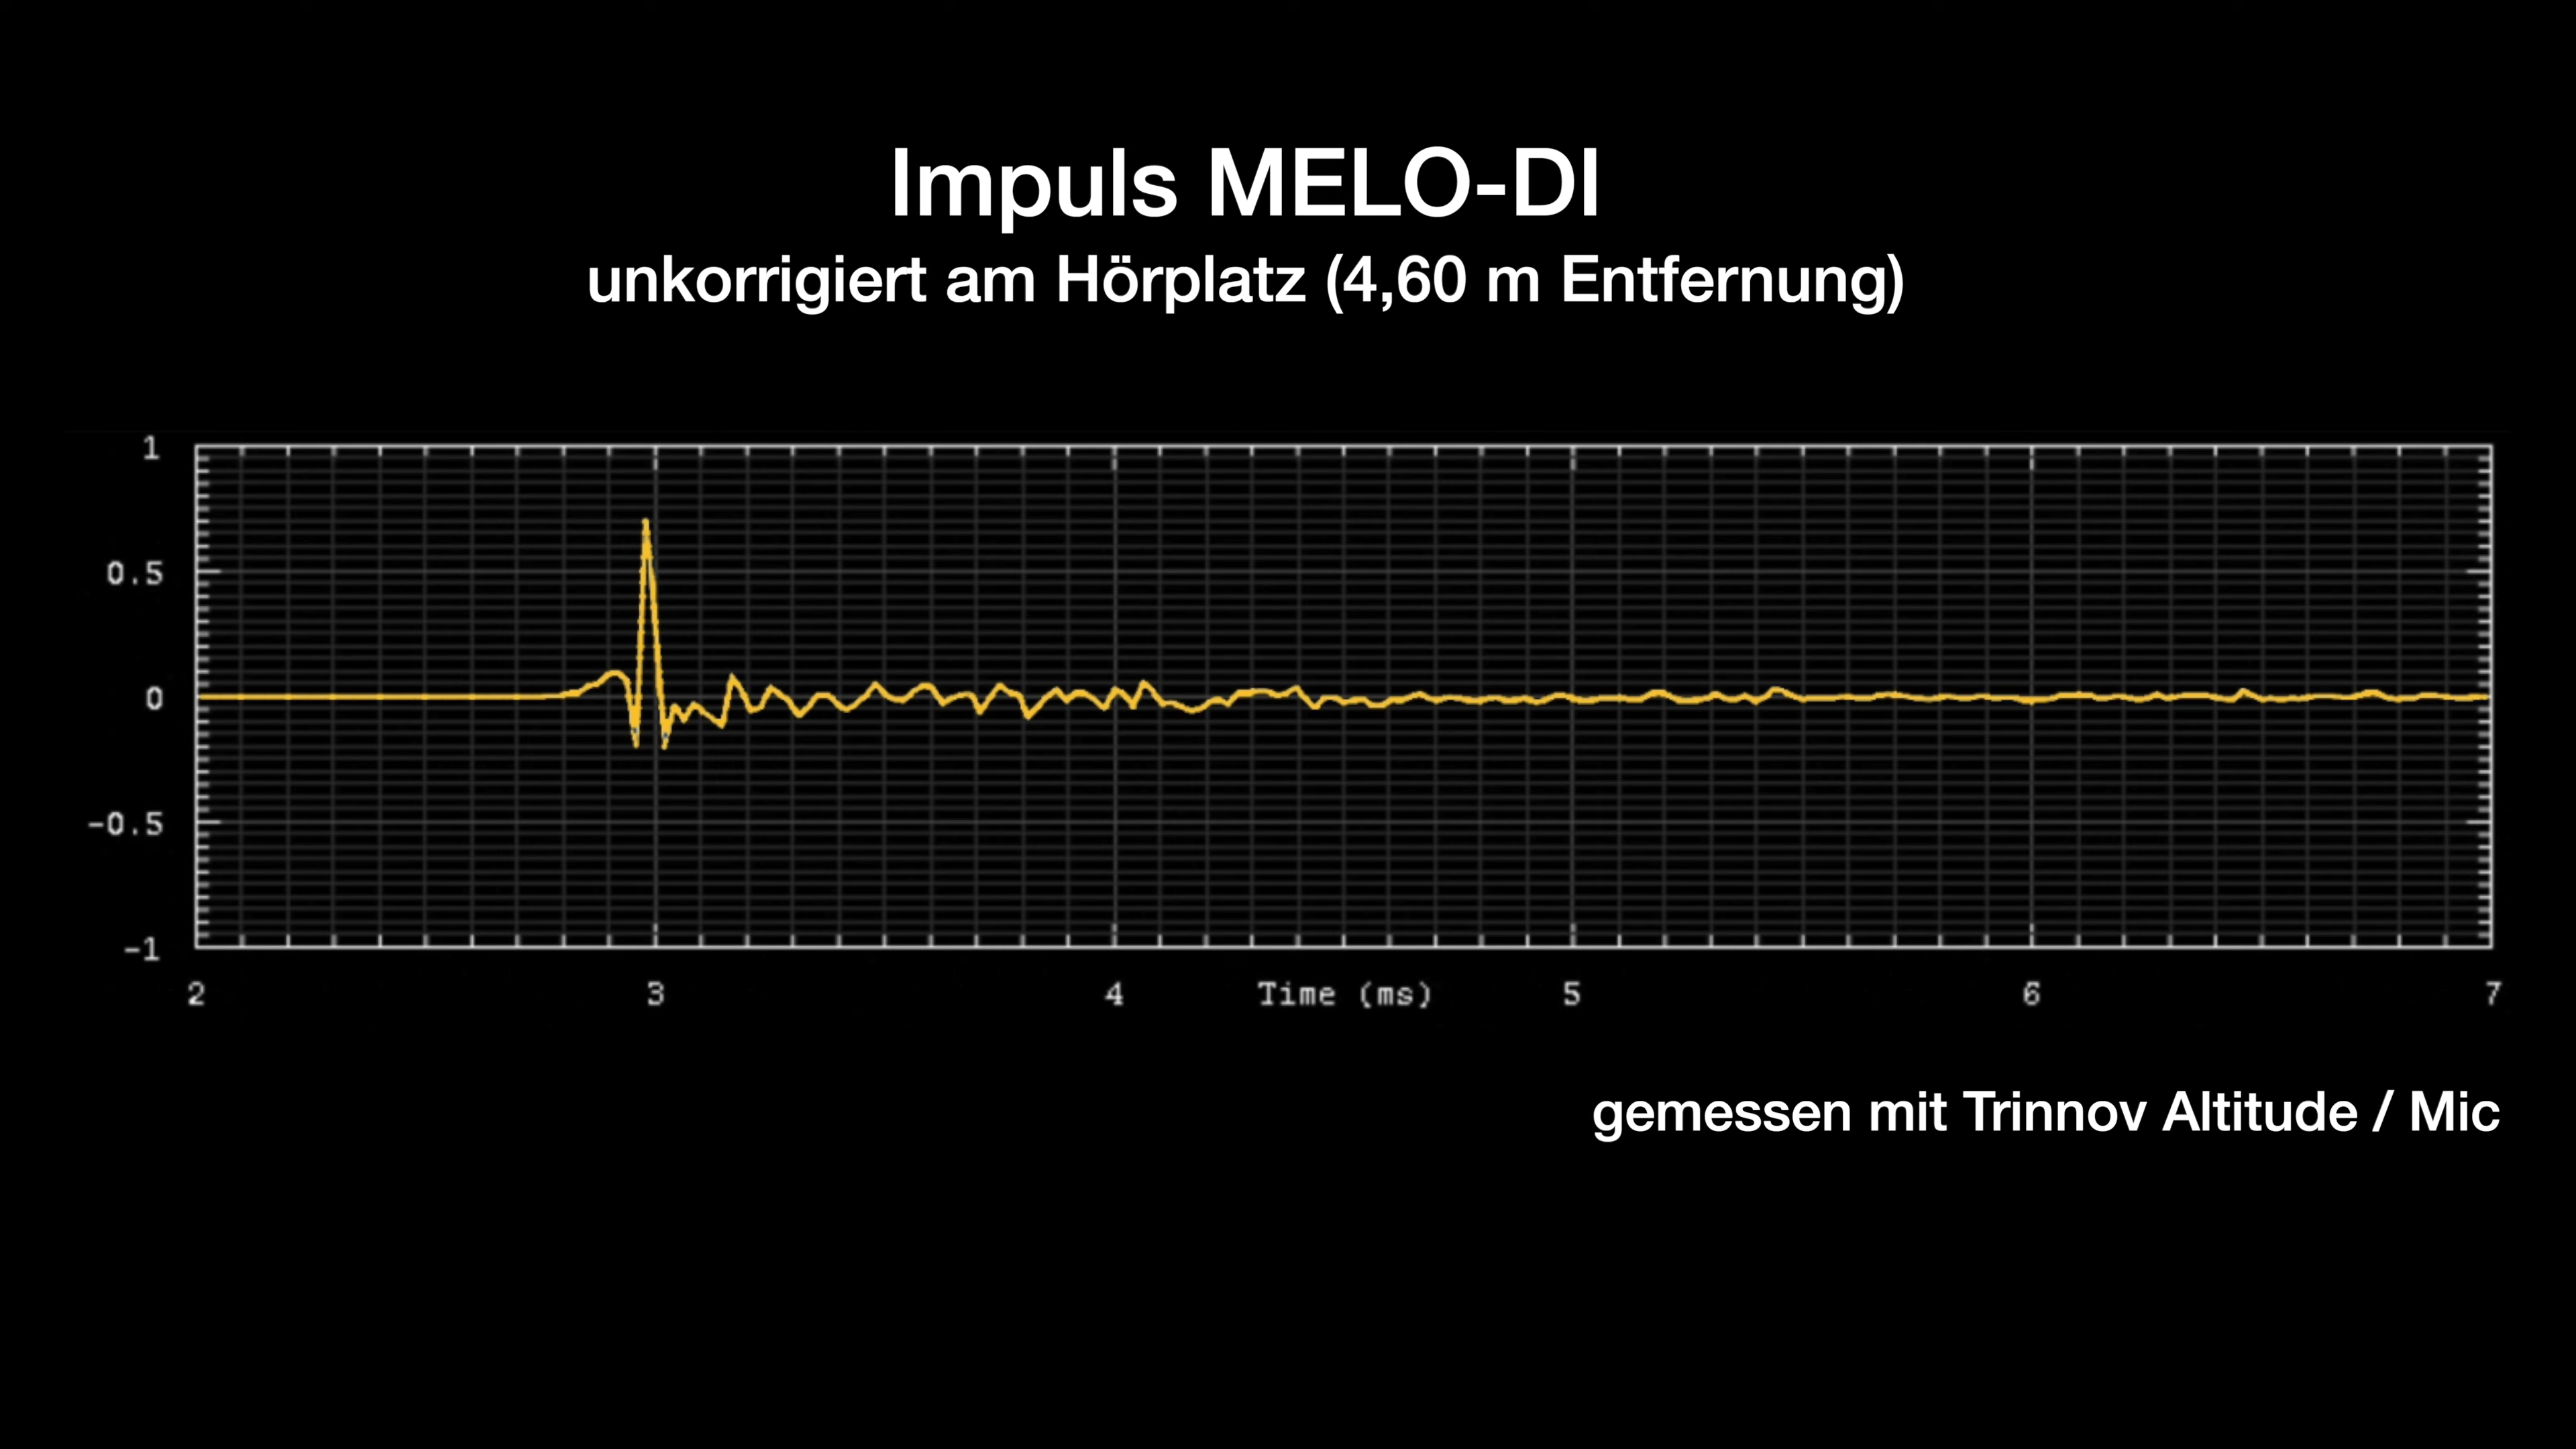 Impuls MELO-DI
unkorrigiert am Hörplatz (4,60 m Entfernung)
1
0.5
0
-0.5
-1
2 3 4 Time (ms) 5 6 7
gemessen mit Trinnov Altitude / Mic